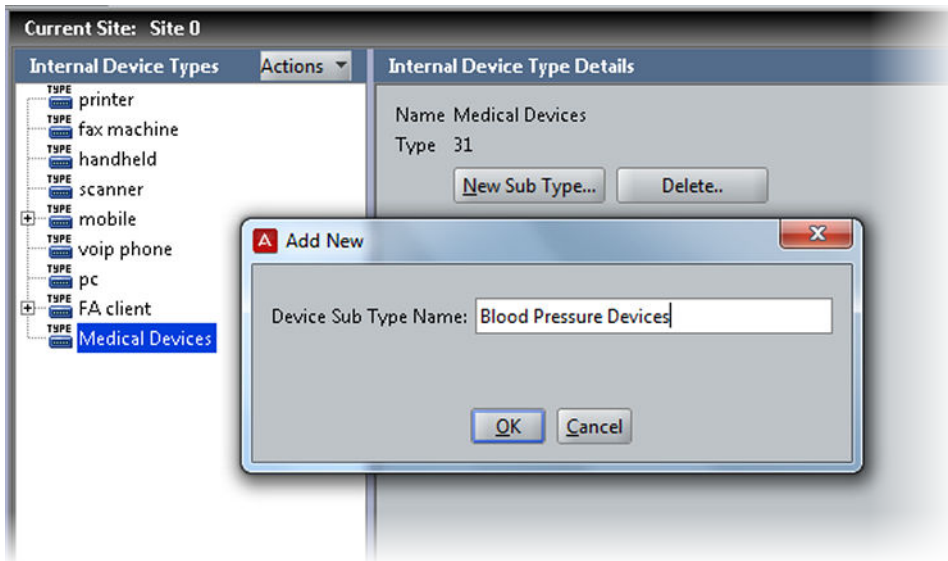 Current Site: Site 0
Internal Device Types
Actions
TYPE printer
TYPE fax machine
TYPE handheld
TYPE scanner
TYPE mobile
TYPE voip phone
TYPE pc
TYPE FA client
TYPE Medical Devices
Internal Device Type Details
Name Medical Devices
Type 31
New Sub Type... Delete..
A Add New
X
Device Sub Type Name: Blood Pressure Devices
OK Cancel